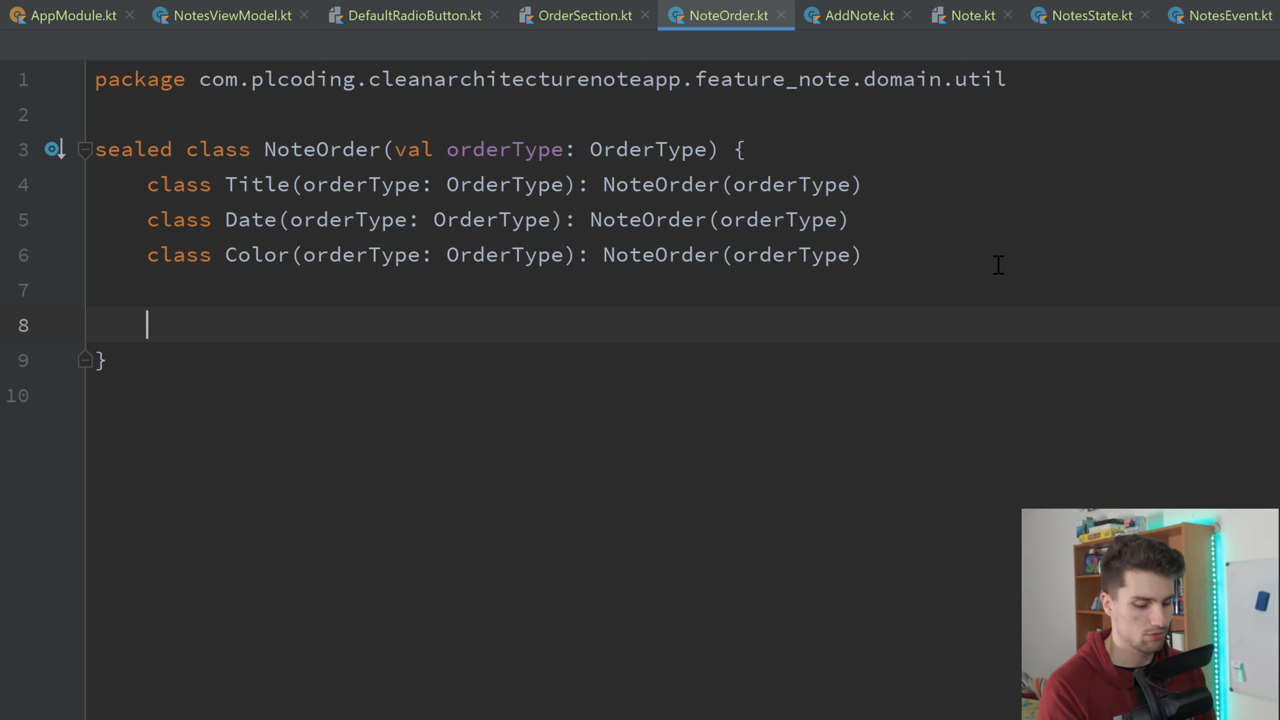 AppModule.kt NotesViewModel.kt DefaultRadioButton.kt OrderSection.kt NoteOrder.kt AddNote.kt Note.kt NotesState.kt NotesEvent.kt
1 package com.plcoding.cleanarchitecturenoteapp.feature_note.domain.util
2
3 sealed class NoteOrder(val orderType: OrderType) {
4 class Title(orderType: OrderType): NoteOrder(orderType)
5 class Date(orderType: OrderType): NoteOrder(orderType)
6 class Color(orderType: OrderType): NoteOrder(orderType)
7
8
9 }
10